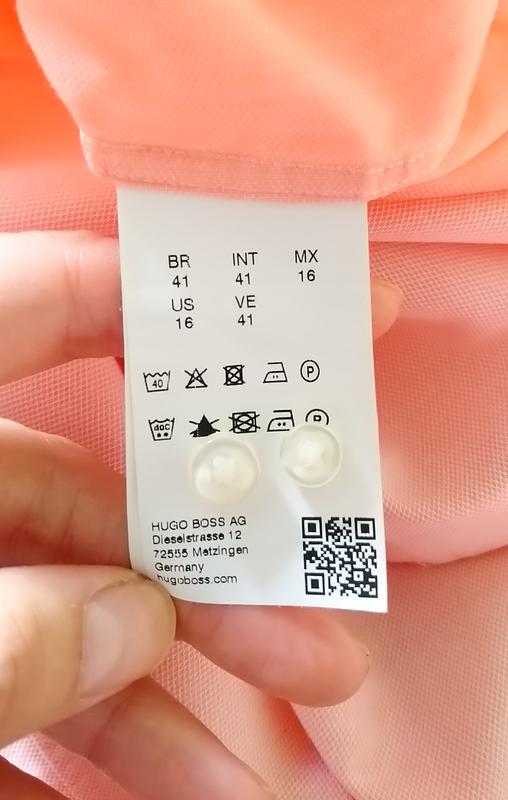 BR INT MX
41 41 16
US VE
16 41
40 P
40C P
HUGO BOSS AG
Dieselstrasse 12
72555 Metzingen
Germany
hugoboss.com